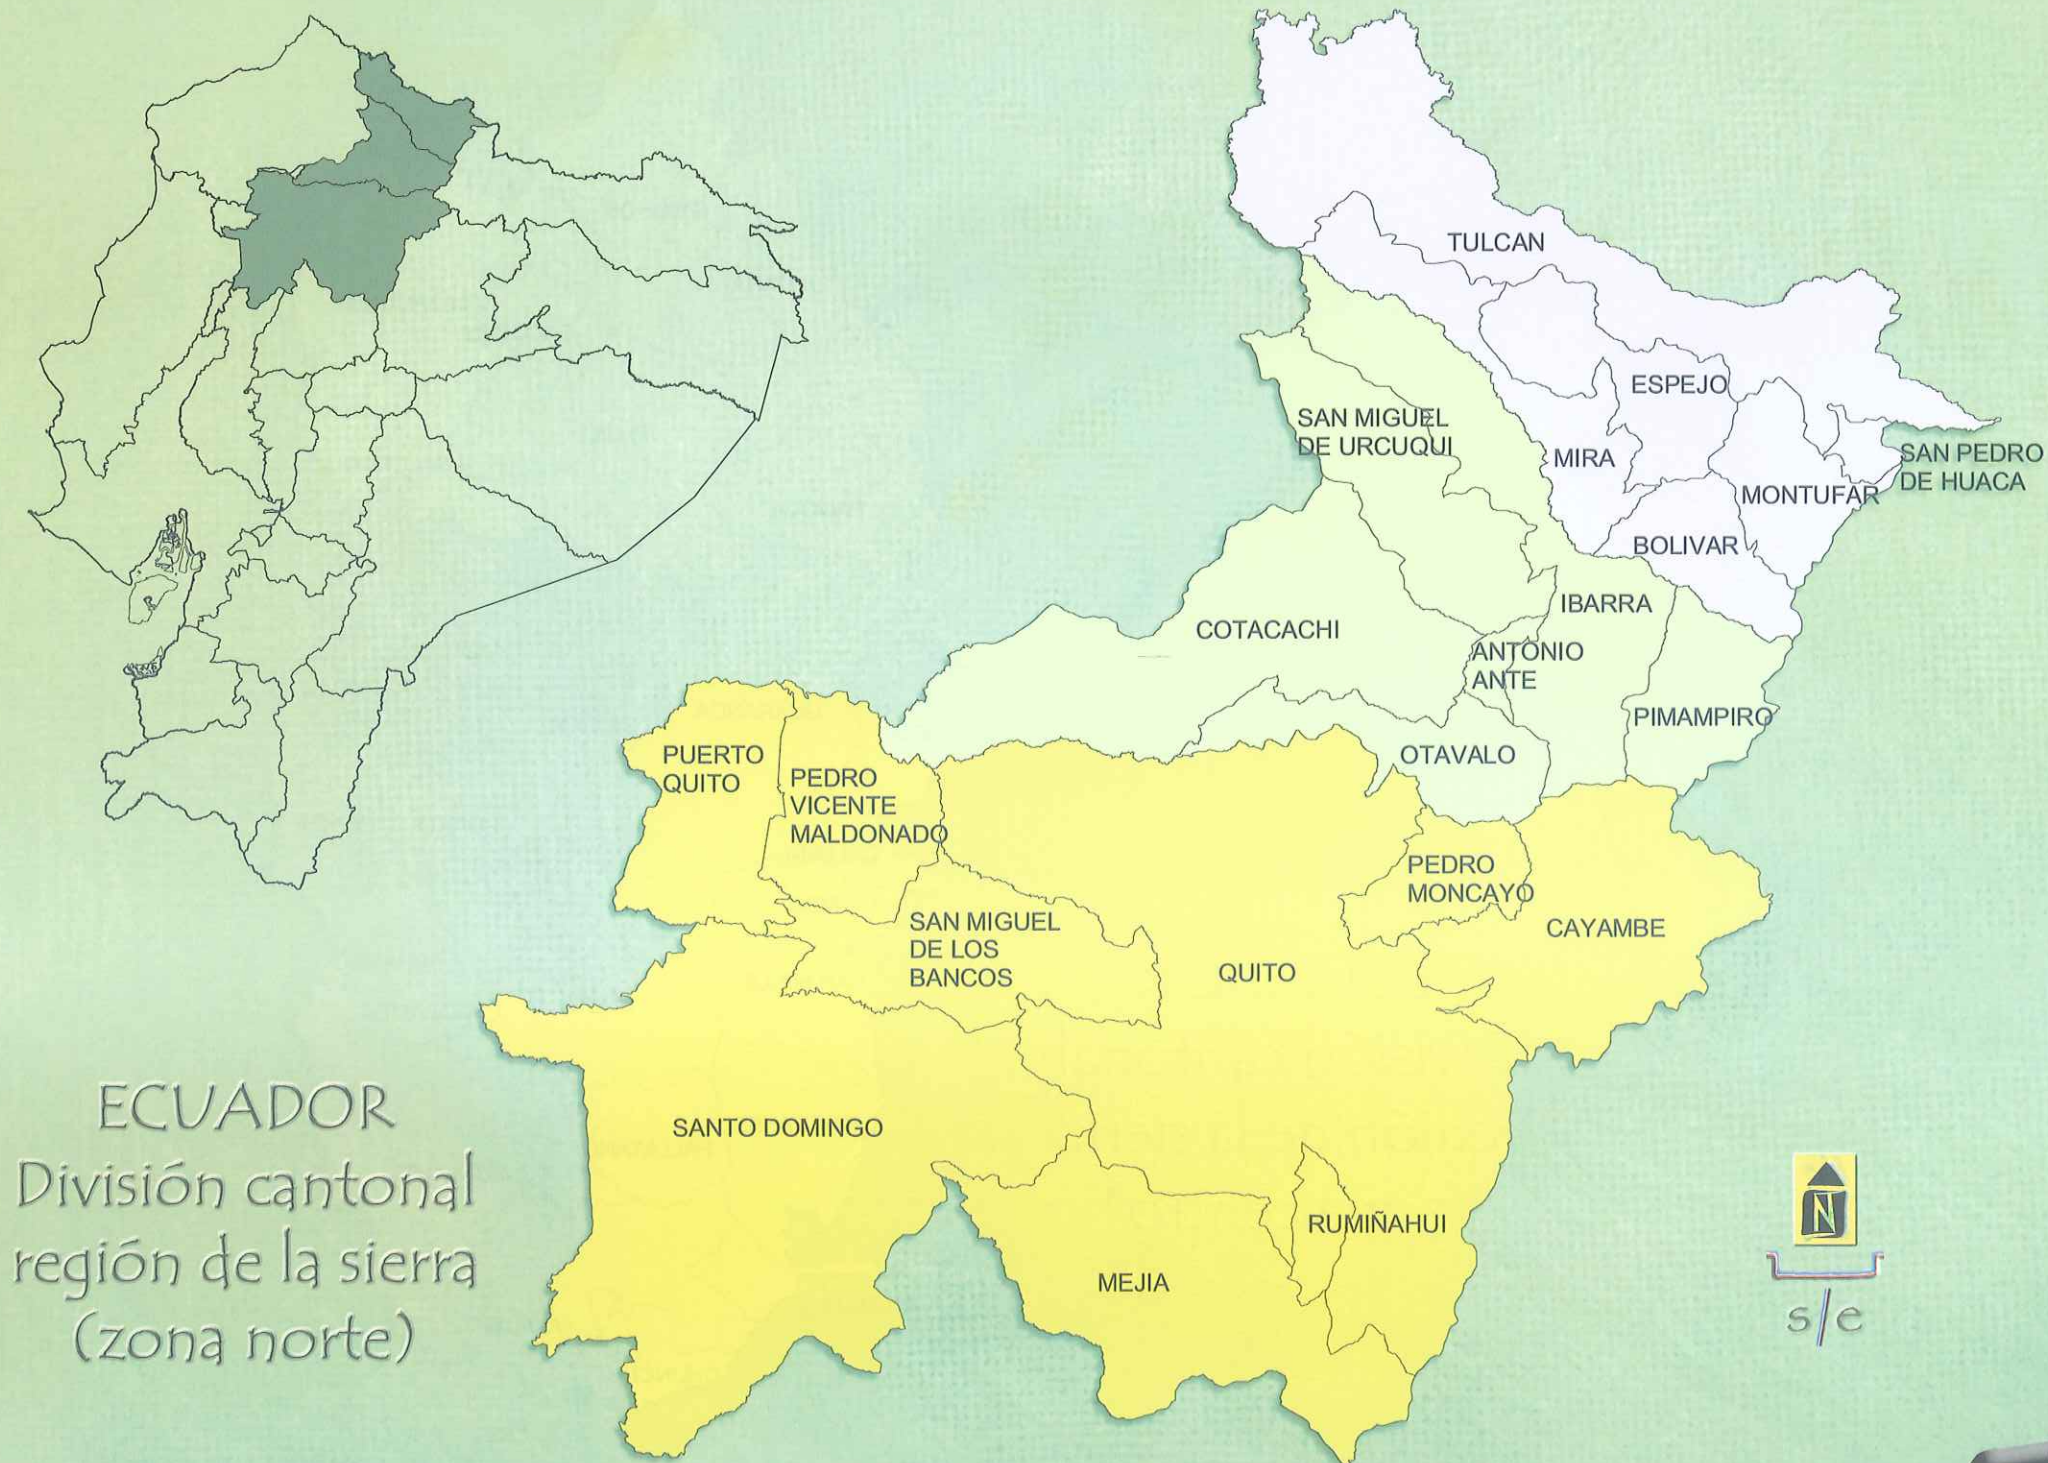 TULCAN
ESPEJO
SAN MIGUEL
DE URCUQUI
MIRA
SAN PEDRO
DE HUACA
MONTUFAR
BOLIVAR
IBARRA
COTACACHI
ANTONIO
ANTE
PIMAMPIRO
OTAVALO
PUERTO
QUITO
PEDRO
VICENTE
MALDONADO
PEDRO
MONCAYO
CAYAMBE
SAN MIGUEL
DE LOS
BANCOS
QUITO
SANTO DOMINGO
RUMIÑAHUI
MEJIA
ECUADOR
División cantonal
región de la sierra
(zona norte)
N
s/e